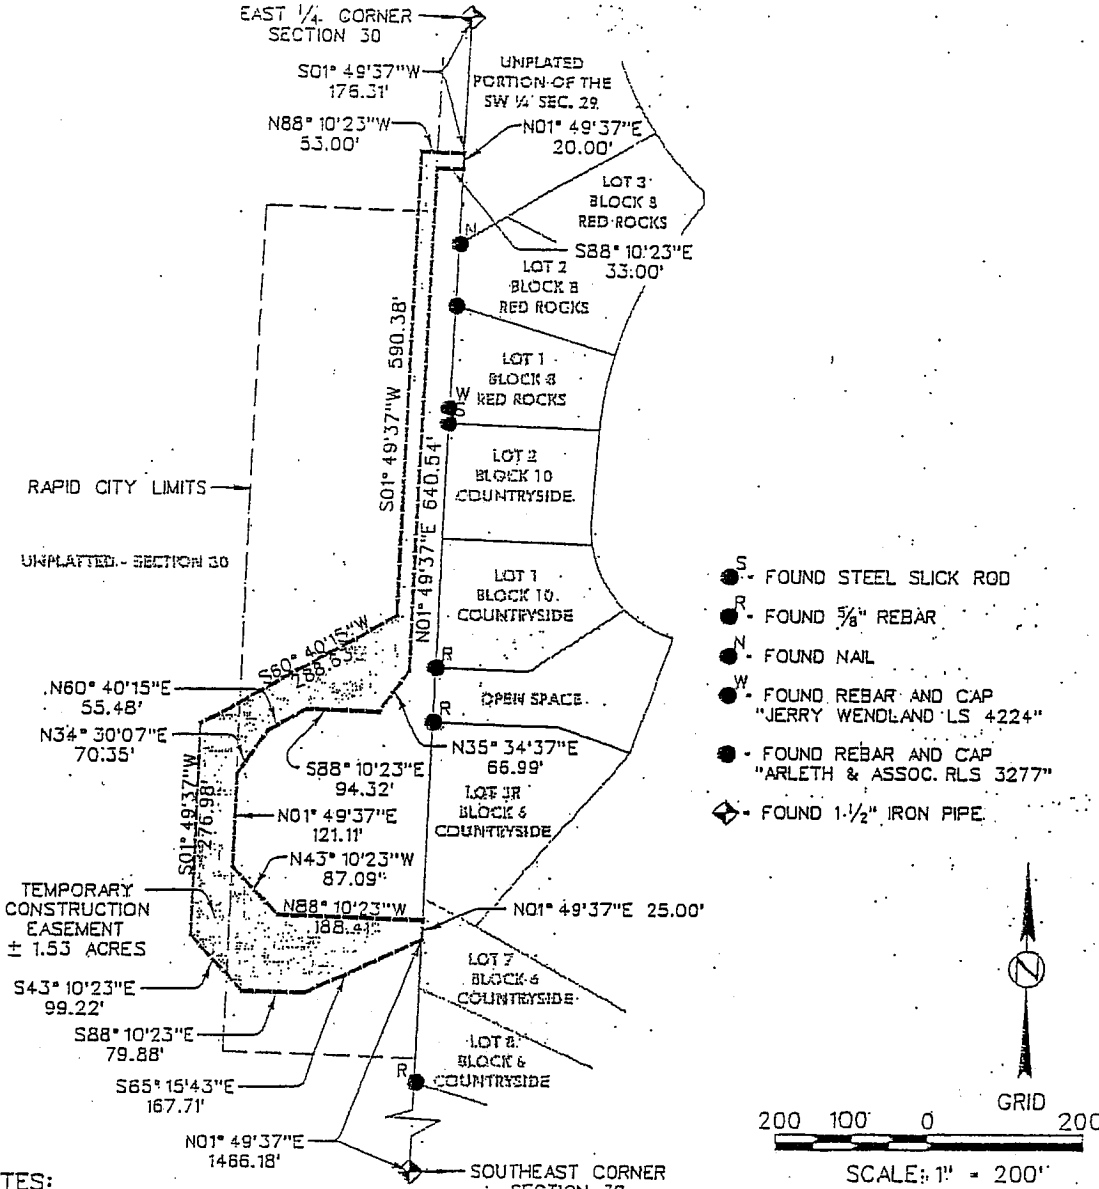 EAST 1/4 CORNER
SECTION 30
S01° 49'37"W
176.31'
UNPLATED
PORTION OF THE
SW 1/4 SEC. 29
N88° 10'23"W
53.00'
N01° 49'37"E
20.00'
LOT 3
BLOCK 8
RED ROCKS
N
S88° 10'23"E
33.00'
LOT 2
BLOCK 8
RED ROCKS
S01° 49'37"W 590.38'
LOT 1
BLOCK 8
RED ROCKS
W
S
N01° 49'37"E 640.54'
LOT 2
BLOCK 10
COUNTRYSIDE
RAPID CITY LIMITS
UNPLATTED - SECTION 30
LOT 1
BLOCK 10
COUNTRYSIDE
S
- FOUND STEEL SLICK ROD
R
- FOUND 5/8" REBAR
N
- FOUND NAIL
W
- FOUND REBAR AND CAP
"JERRY WENDLAND LS 4224"
- FOUND REBAR AND CAP
"ARLETH & ASSOC. RLS 3277"
- FOUND 1-1/2" IRON PIPE
S60° 40'15"W
288.63'
R
OPEN SPACE
R
N60° 40'15"E
55.48'
N34° 30'07"E
70.35'
N35° 34'37"E
66.99'
S88° 10'23"E
94.32'
LOT JR
BLOCK 6
COUNTRYSIDE
S01° 49'37"W
276.98'
N01° 49'37"E
121.11'
N43° 10'23"W
87.09'
TEMPORARY
CONSTRUCTION
EASEMENT
± 1.53 ACRES
N88° 10'23"W
188.41'
N01° 49'37"E 25.00'
LOT 7
BLOCK 6
COUNTRYSIDE
S43° 10'23"E
99.22'
S88° 10'23"E
79.88'
LOT 8
BLOCK 6
COUNTRYSIDE
S65° 15'43"E
167.71'
R
N01° 49'37"E
1466.18'
SOUTHEAST CORNER
SECTION
N
GRID
200 100' 0 200
SCALE: 1" = 200'
TES: